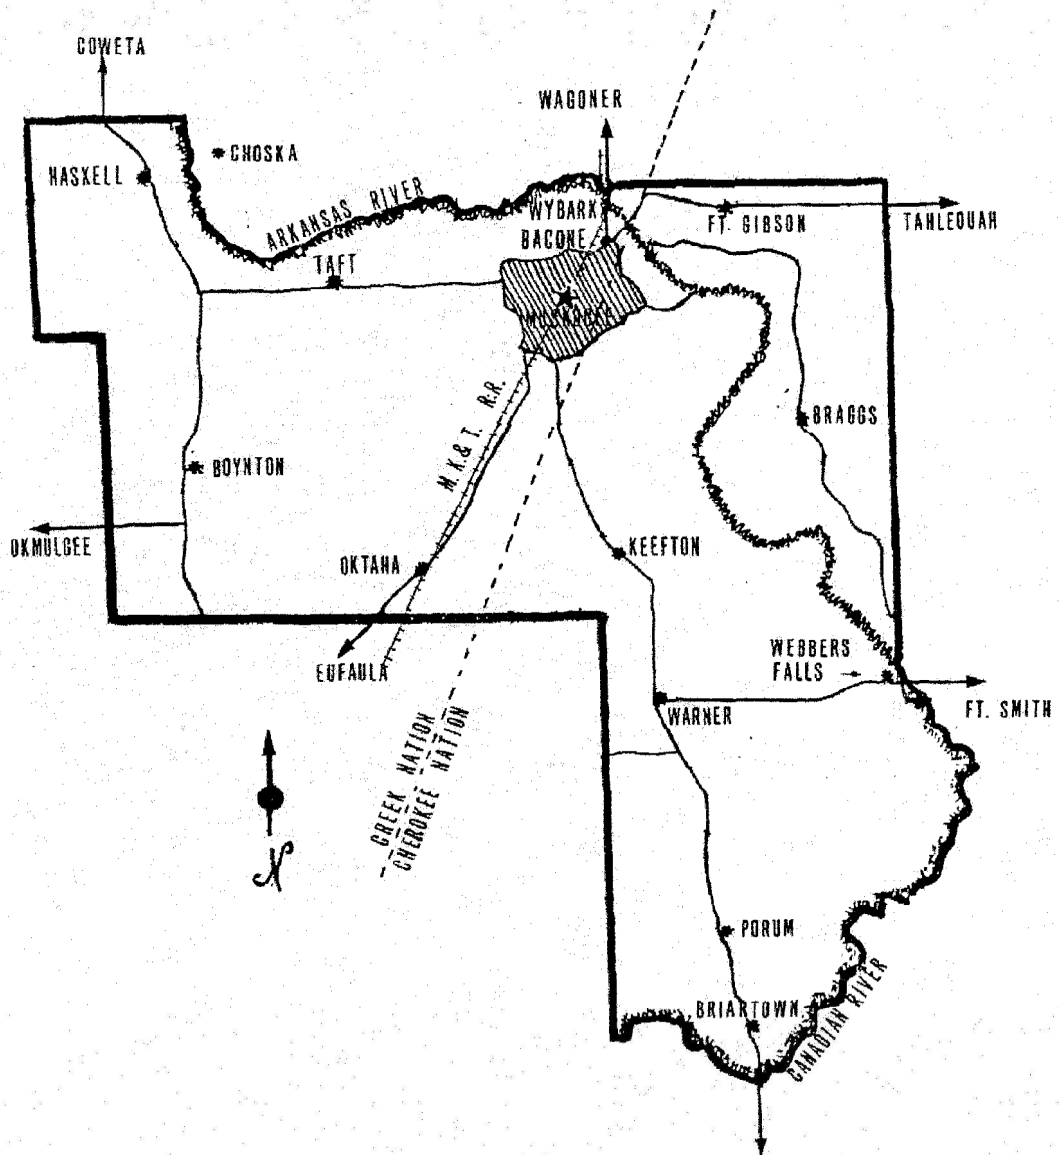 COWETA
WAGONER
CHOSKA
HASKELL
ARKANSAS RIVER
WYBARK
FT. GIBSON
TAHLEQUAH
BACONE
TAFT
MUSKOGEE
M.K.&T. R.R.
BRAGGS
BOYNTON
OKMULGEE
OKTAHA
KEEFTON
EUFAULA
WEBBERS
FALLS
WARNER
FT. SMITH
CREEK NATION
CHEROKEE NATION
N
PORUM
BRIARTOWN
CANADIAN RIVER